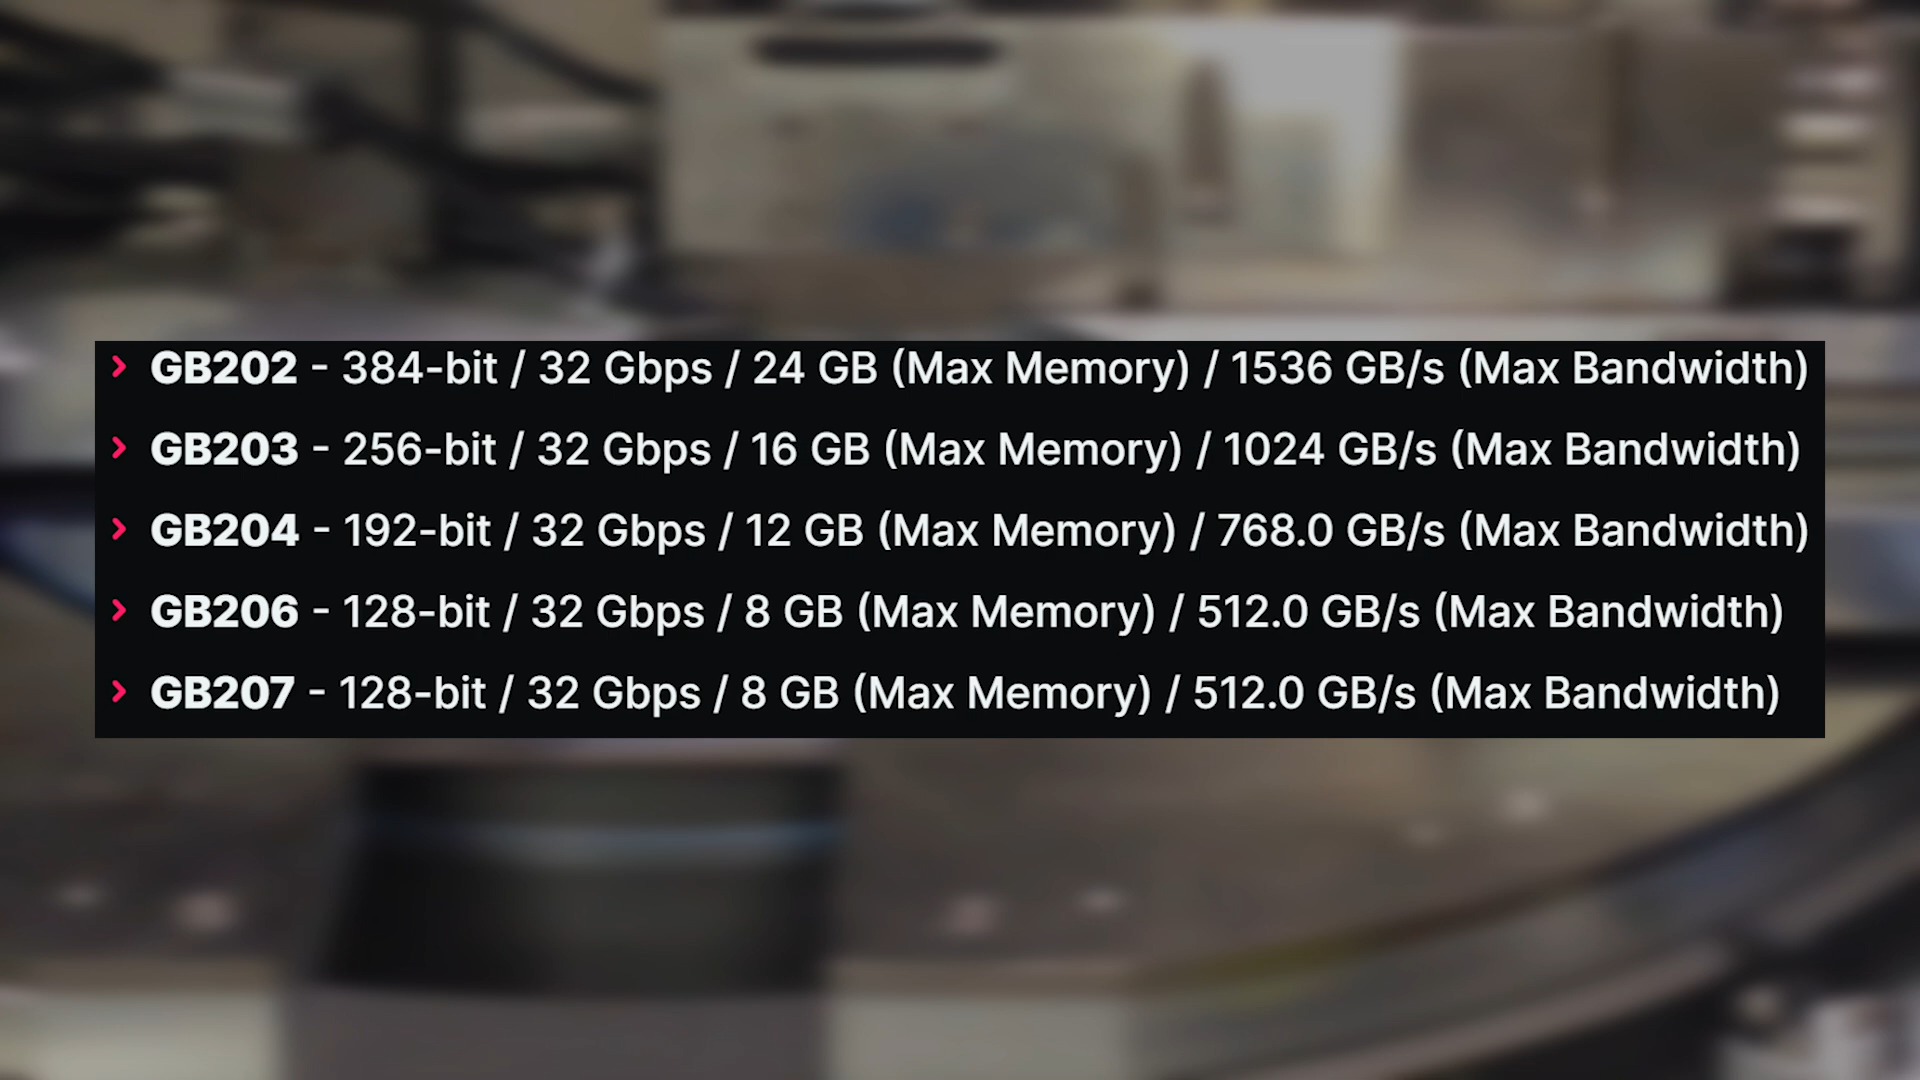 GB202 - 384-bit / 32 Gbps / 24 GB (Max Memory) / 1536 GB/s (Max Bandwidth)
GB203 - 256-bit / 32 Gbps / 16 GB (Max Memory) / 1024 GB/s (Max Bandwidth)
GB204 - 192-bit / 32 Gbps / 12 GB (Max Memory) / 768.0 GB/s (Max Bandwidth)
GB206 - 128-bit / 32 Gbps / 8 GB (Max Memory) / 512.0 GB/s (Max Bandwidth)
GB207 - 128-bit / 32 Gbps / 8 GB (Max Memory) / 512.0 GB/s (Max Bandwidth)